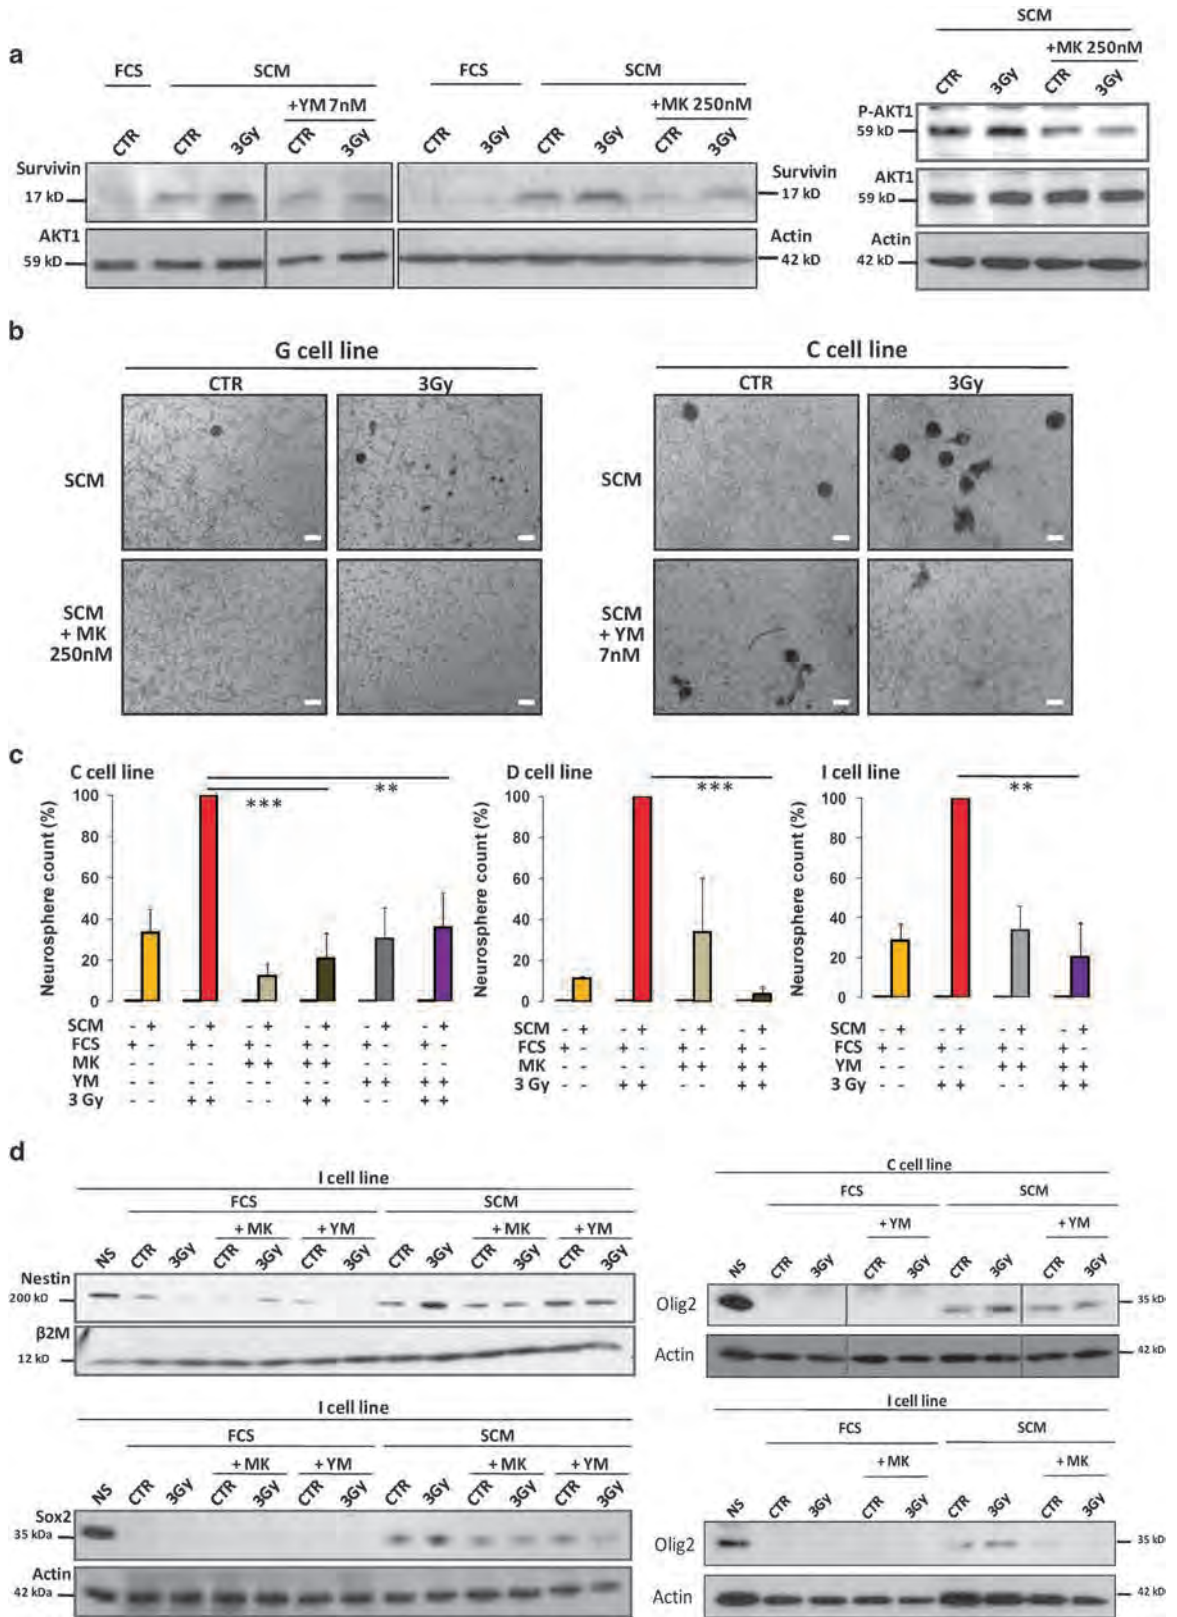 a
FCS SCM
+YM 7nM
CTR CTR 3Gy CTR 3Gy
Survivin
17 kD
AKT1
59 kD
FCS SCM
+MK 250nM
CTR 3Gy CTR 3Gy CTR 3Gy
Survivin
17 kD
Actin
42 kD
SCM
+MK 250nM
CTR 3Gy CTR 3Gy
P-AKT1
59 kD
AKT1
59 kD
Actin
42 kD
b
G cell line
CTR 3Gy
SCM
SCM
+ MK
250nM
C cell line
CTR 3Gy
SCM
SCM
+ YM
7nM
c
C cell line
Neurosphere count (%)
100
80
60
40
20
0
*** **
SCM - + - + - + - + - + - +
FCS + - + - + - + - + - + -
MK - - - - + + + + - - - -
YM - - - - - - - - + + + +
3 Gy - - + + - - + + - - + +
D cell line
Neurosphere count (%)
100
80
60
40
20
0
***
SCM - + - + - + - +
FCS + - + - + - + -
MK - - - - + + + +
3 Gy - - + + - - + +
I cell line
Neurosphere count (%)
100
80
60
40
20
0
**
SCM - + - + - + - +
FCS + - + - + - + -
YM - - - - + + + +
3 Gy - - + + - - + +
d
I cell line
FCS SCM
+ MK + YM + MK + YM
NS CTR 3Gy CTR 3Gy CTR 3Gy CTR 3Gy CTR 3Gy CTR 3Gy
Nestin
200 kD
β2M
12 kD
C cell line
FCS SCM
+ YM + YM
NS CTR 3Gy CTR 3Gy CTR 3Gy CTR 3Gy
Olig2 35 kD
Actin 42 kD
I cell line
FCS SCM
+ MK + YM + MK + YM
NS CTR 3Gy CTR 3Gy CTR 3Gy CTR 3Gy CTR 3Gy CTR 3Gy
Sox2
35 kDa
Actin
42 kDa
I cell line
FCS SCM
+ MK + MK
NS CTR 3Gy CTR 3Gy CTR 3Gy CTR 3Gy
Olig2 35 kD
Actin 42 kD